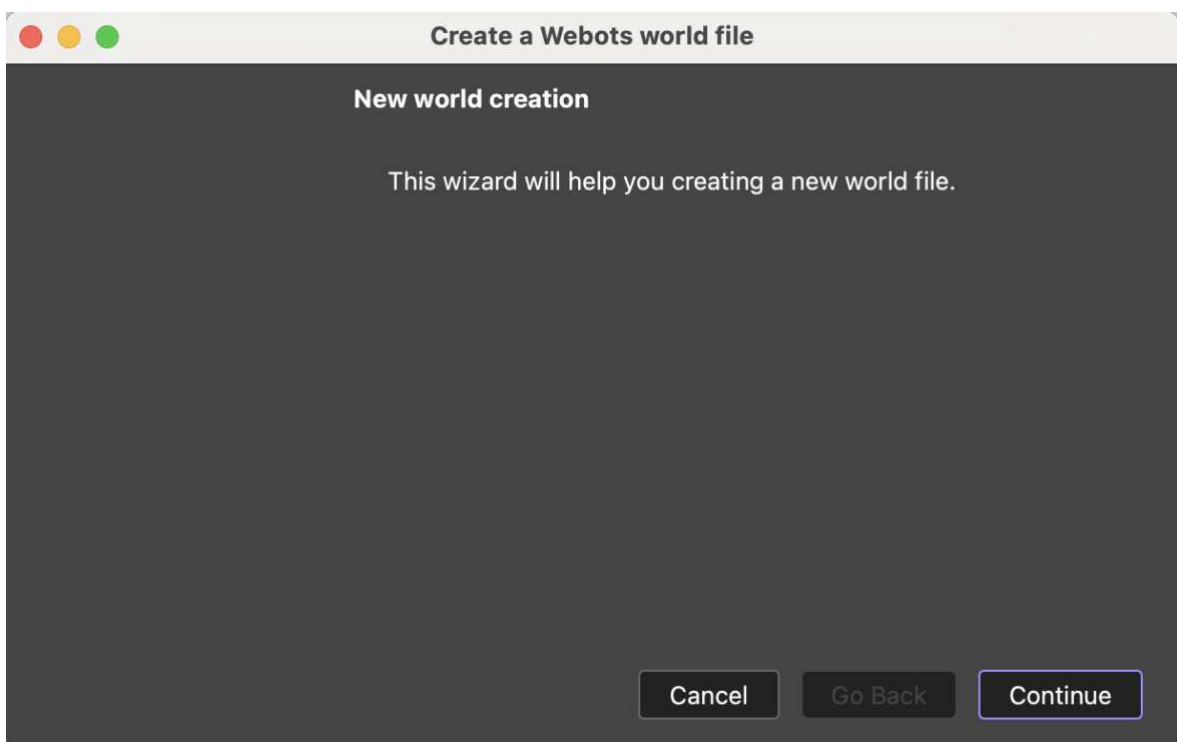 Create a Webots world file
New world creation
This wizard will help you creating a new world file.
Cancel Go Back Continue